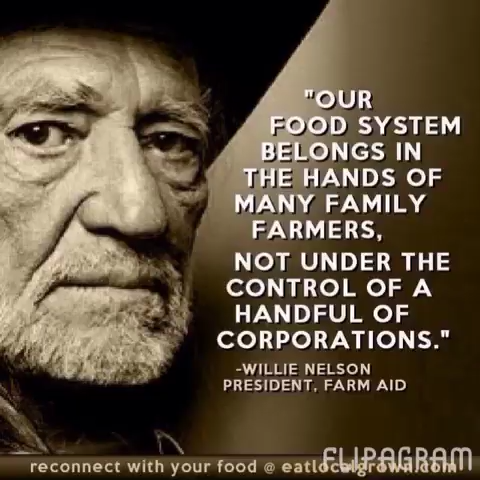 "OUR
FOOD SYSTEM
BELONGS IN
THE HANDS OF
MANY FAMILY
FARMERS,
NOT UNDER THE
CONTROL OF A
HANDFUL OF
CORPORATIONS."
-WILLIE NELSON
PRESIDENT, FARM AID
FLIPAGRAM
reconnect with your food @ eatlocalgrown.com